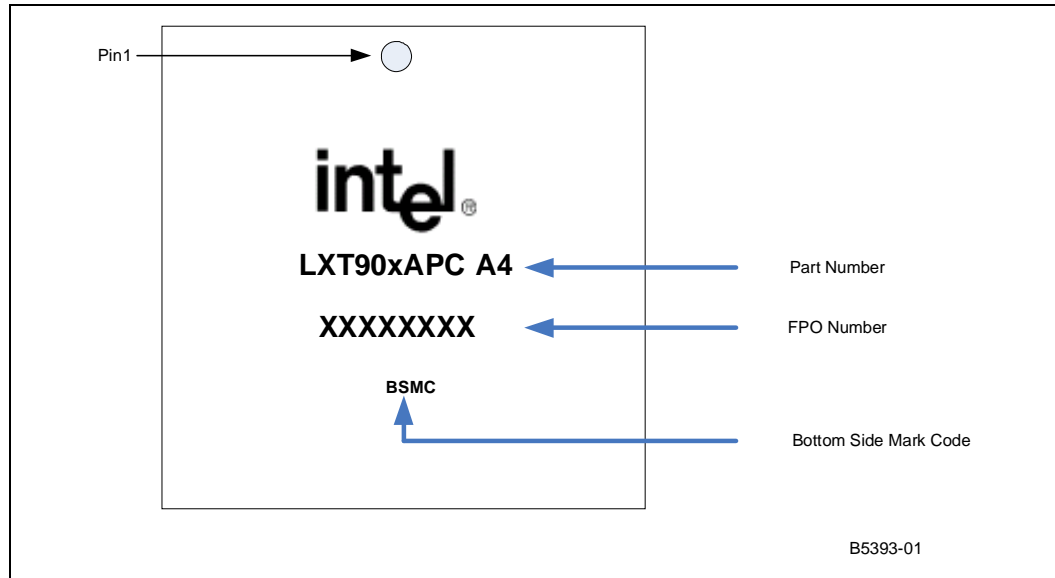 Pin1
intel®
LXT90xAPC A4
Part Number
XXXXXXXX
FPO Number
BSMC
Bottom Side Mark Code
B5393-01